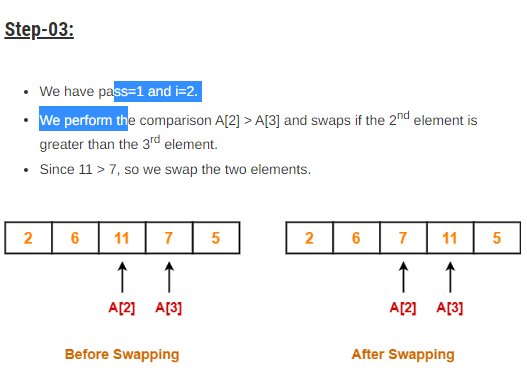 Step-03:
We have pass=1 and i=2.
We perform the comparison A[2] > A[3] and swaps if the 2nd element is
greater than the 3rd element.
Since 11 > 7, so we swap the two elements.
2 6 11 7 5 2 6 7 11 5
A[2] A[3] A[2] A[3]
Before Swapping After Swapping